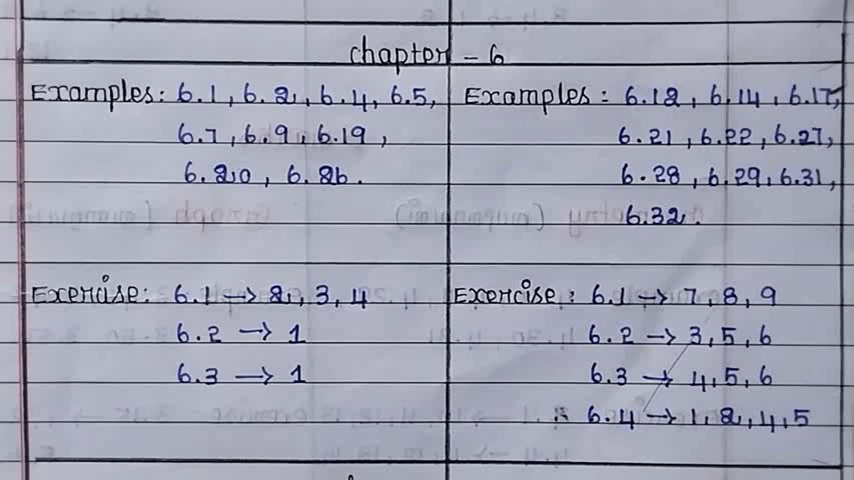 chapter - 6
Examples: 6.1, 6.2, 6.4, 6.5,
6.7, 6.9, 6.19,
6.20, 6.26.
Examples: 6.12, 6.14, 6.17,
6.21, 6.22, 6.27,
6.28, 6.29, 6.31,
6.32.
Exercise: 6.1 → 2, 3, 4
6.2 → 1
6.3 → 1
Exercise: 6.1 → 7, 8, 9
6.2 → 3, 5, 6
6.3 → 4, 5, 6
6.4 → 1, 2, 4, 5